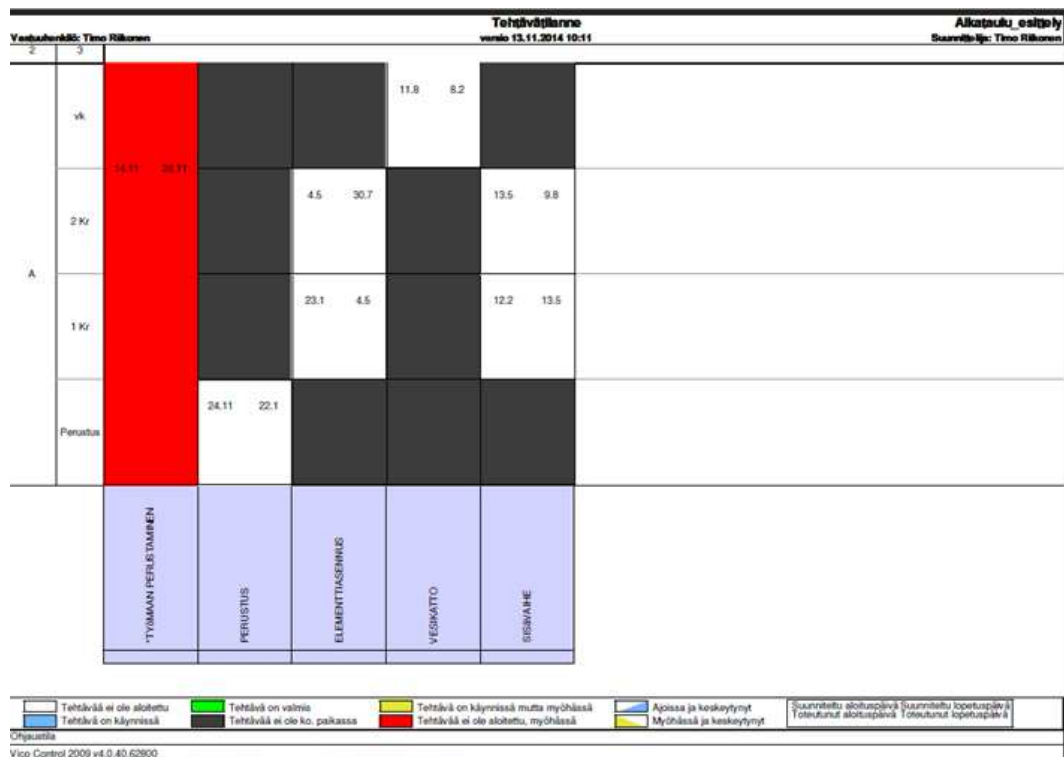 Tehtävätilanne
Aikataulu_esittely
Vastuuhenkilö: Timo Riikonen
versio 13.11.2014 10:11
Suunnittelija: Timo Riikonen
2 3
11.8 8.2
vk
4.5 30.7 13.5 9.8
2 Kr
A
23.1 4.5 12.2 13.5
1 Kr
24.11 22.1
Perustus
*TYöMAAN PERUSTAMINEN
PERUSTUS
ELEMENTTIASENNUS
VESIKATTO
SISäVAIHE
Tehtävää ei ole aloitettu Tehtävä on valmis Tehtävä on käynnissä mutta myöhässä Ajoissa ja keskeytynyt Suunniteltu aloituspäivä Suunniteltu lopetuspäivä
Tehtävä on käynnissä Tehtävää ei ole ko. paikassa Tehtävää ei ole aloitettu, myöhässä Myöhässä ja keskeytynyt Toteutunut aloituspäivä Toteutunut lopetuspäivä
Ohjaustila
Vico Control 2009 v4.0.40.62900